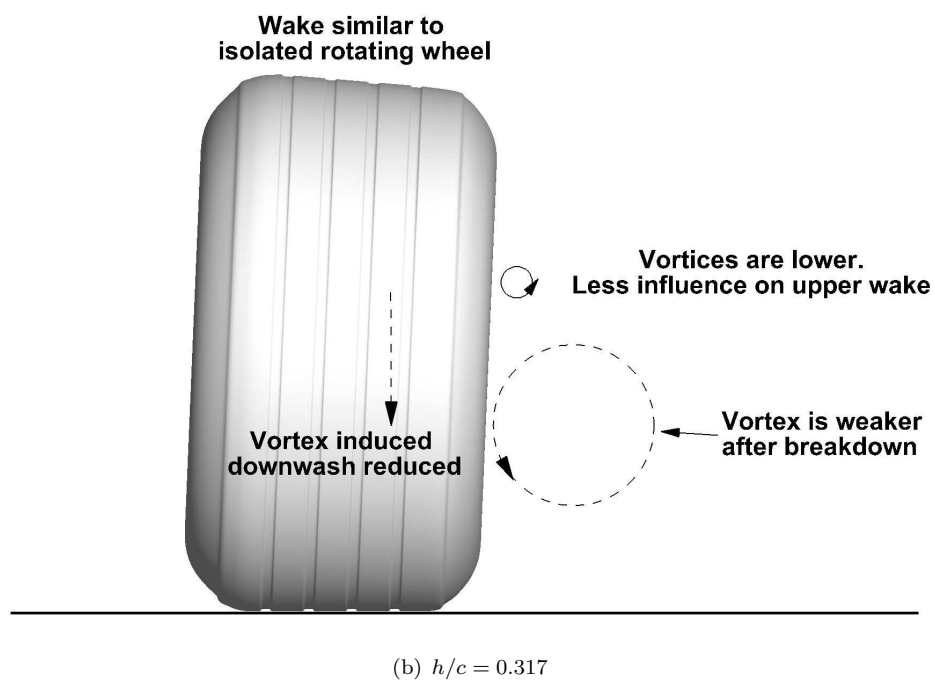 Wake similar to
isolated rotating wheel
Vortices are lower.
Less influence on upper wake
Vortex induced
downwash reduced
Vortex is weaker
after breakdown
(b) h/c = 0.317